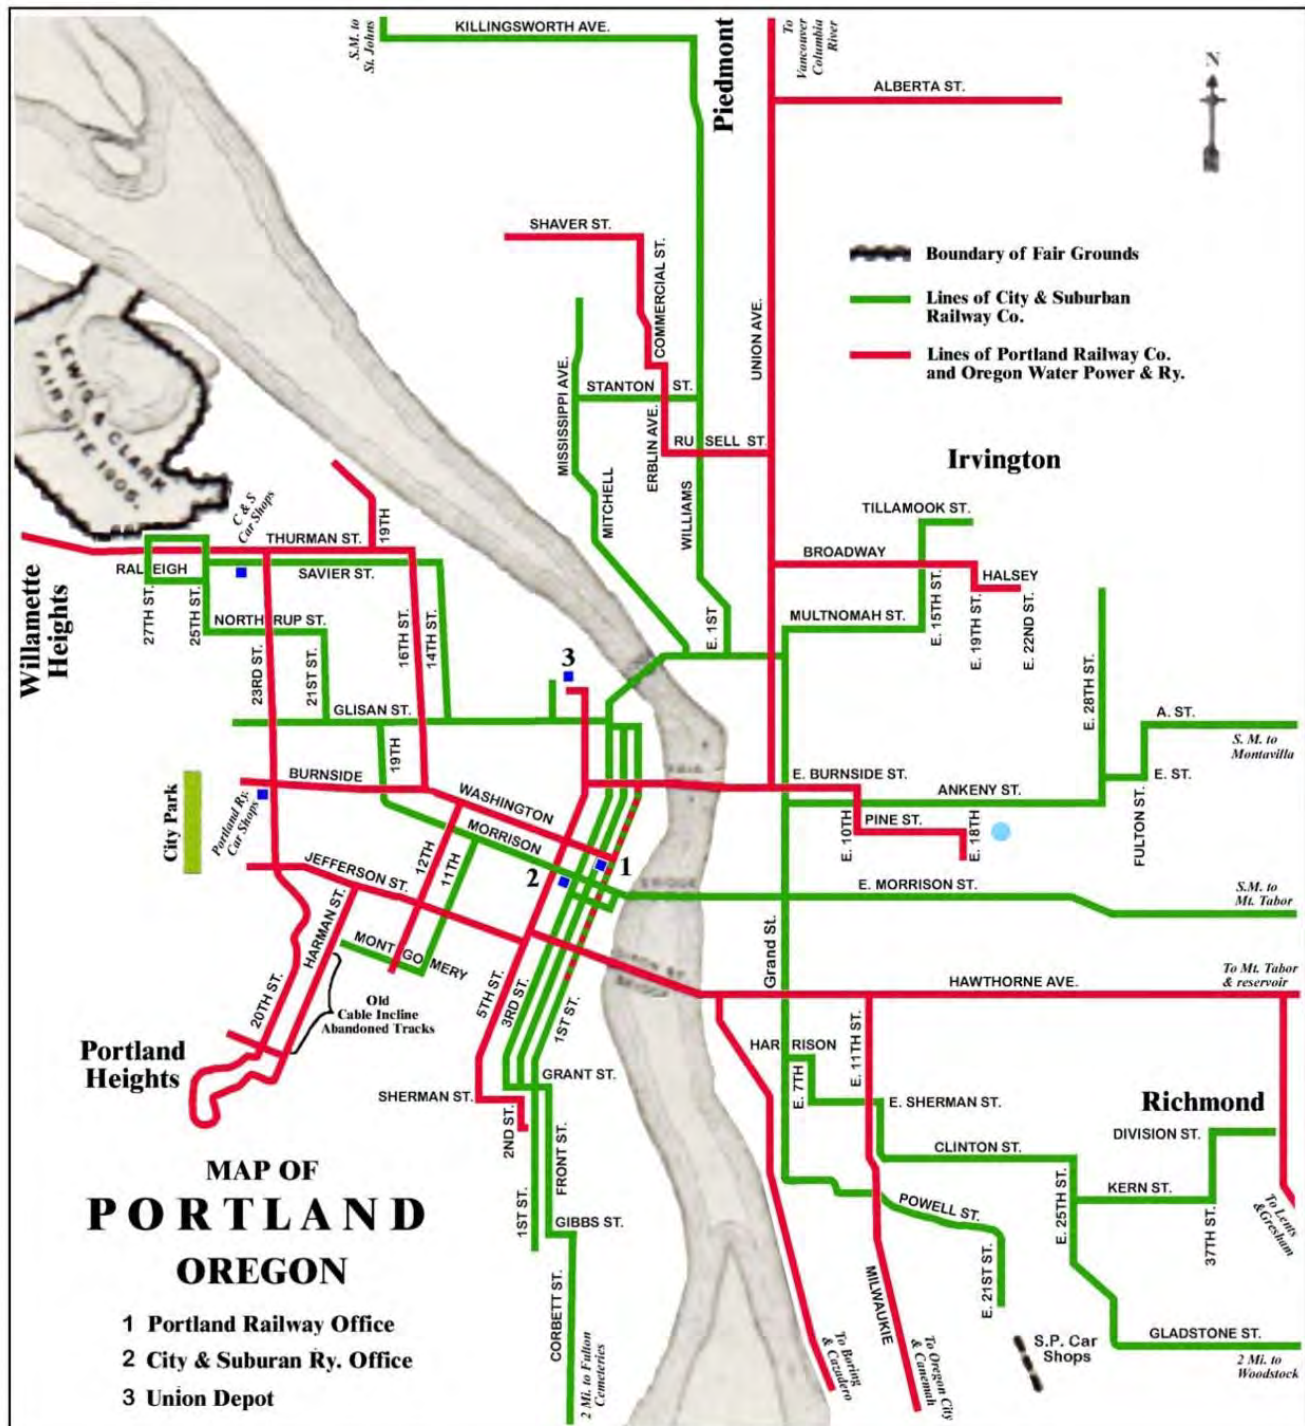 KILLINGSWORTH AVE.
S.M. to
St. Johns
Piedmont
To
Vancouver
Columbia
River
ALBERTA ST.
N
SHAVER ST.
COMMERCIAL ST.
UNION AVE.
Boundary of Fair Grounds
Lines of City & Suburban
Railway Co.
Lines of Portland Railway Co.
and Oregon Water Power & Ry.
LEWIS & CLARK
FAIR SITE 1905.
MISSISSIPPI AVE.
STANTON ST.
ERBLIN AVE.
RUSSELL ST.
Irvington
MITCHELL
WILLIAMS
TILLAMOOK ST.
C & S
Car Shops
19TH
THURMAN ST.
RALEIGH
SAVIER ST.
BROADWAY
HALSEY
Willamette
Heights
27TH ST.
25TH ST.
NORTHRUP ST.
23RD ST.
21ST ST.
16TH ST.
14TH ST.
E. 1ST
MULTNOMAH ST.
E. 15TH ST.
E. 19TH ST.
E. 22ND ST.
3
GLISAN ST.
19TH
E. 28TH ST.
A. ST.
S. M. to
Montavilla
E. ST.
FULTON ST.
City Park
BURNSIDE
Portland Ry.
Car Shops
WASHINGTON
MORRISON
E. BURNSIDE ST.
ANKENY ST.
E. 10TH
PINE ST.
E. 18TH
JEFFERSON ST.
12TH
11TH
1
2
BRIDGE
E. MORRISON ST.
S.M. to
Mt. Tabor
HARMAN ST.
MONTGOMERY
20TH ST.
Old
Cable Incline
Abandoned Tracks
5TH ST.
3RD ST.
1ST ST.
Grand St.
HAWTHORNE AVE.
To Mt. Tabor
& reservoir
Portland
Heights
HARRISON
E. 7TH
E. 11TH ST.
GRANT ST.
SHERMAN ST.
2ND ST.
E. SHERMAN ST.
Richmond
DIVISION ST.
CLINTON ST.
KERN ST.
E. 25TH ST.
37TH ST.
To Lents
&Gresham
FRONT ST.
1ST ST.
GIBBS ST.
POWELL ST.
E. 21ST ST.
MILWAUKIE
CORBETT ST.
2 Mi. to Fulton
Cemeteries
To Boring
& Cazadero
To Oregon City
& Canemah
S.P. Car
Shops
GLADSTONE ST.
2 Mi. to
Woodstock
MAP OF
PORTLAND
OREGON
1 Portland Railway Office
2 City & Suburan Ry. Office
3 Union Depot